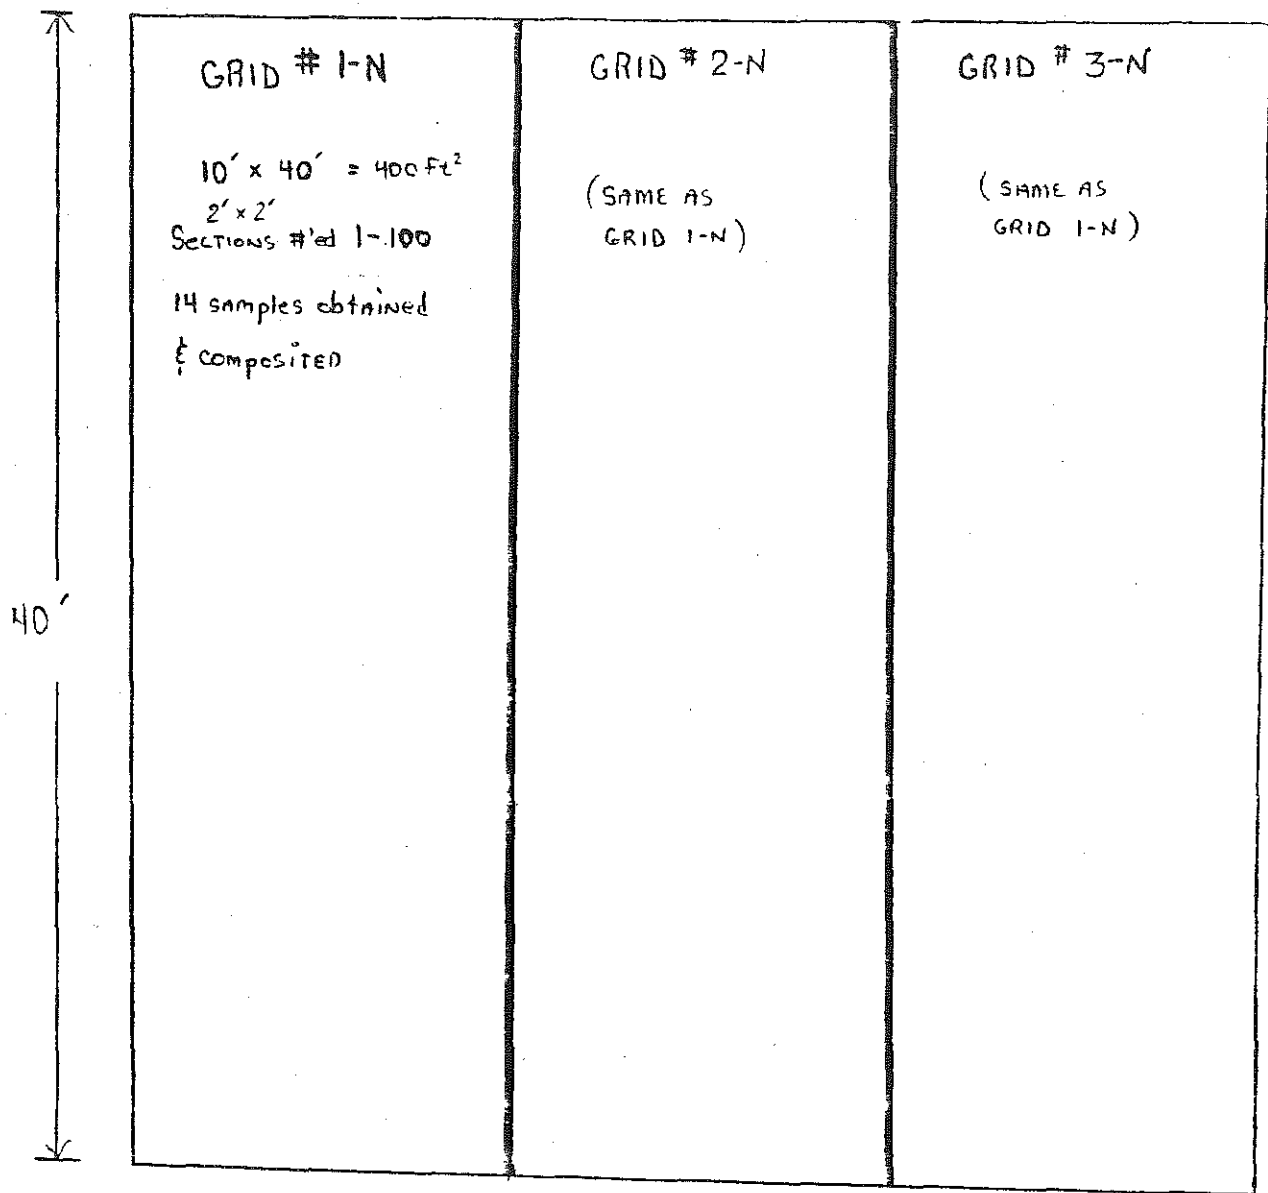 GRID # 1-N
10' x 40' = 400 Ft²
2' x 2'
SECTIONS #'ed 1-100
14 samples obtained
& composited
GRID # 2-N
(SAME AS
GRID 1-N)
GRID # 3-N
(SAME AS
GRID 1-N)
40'